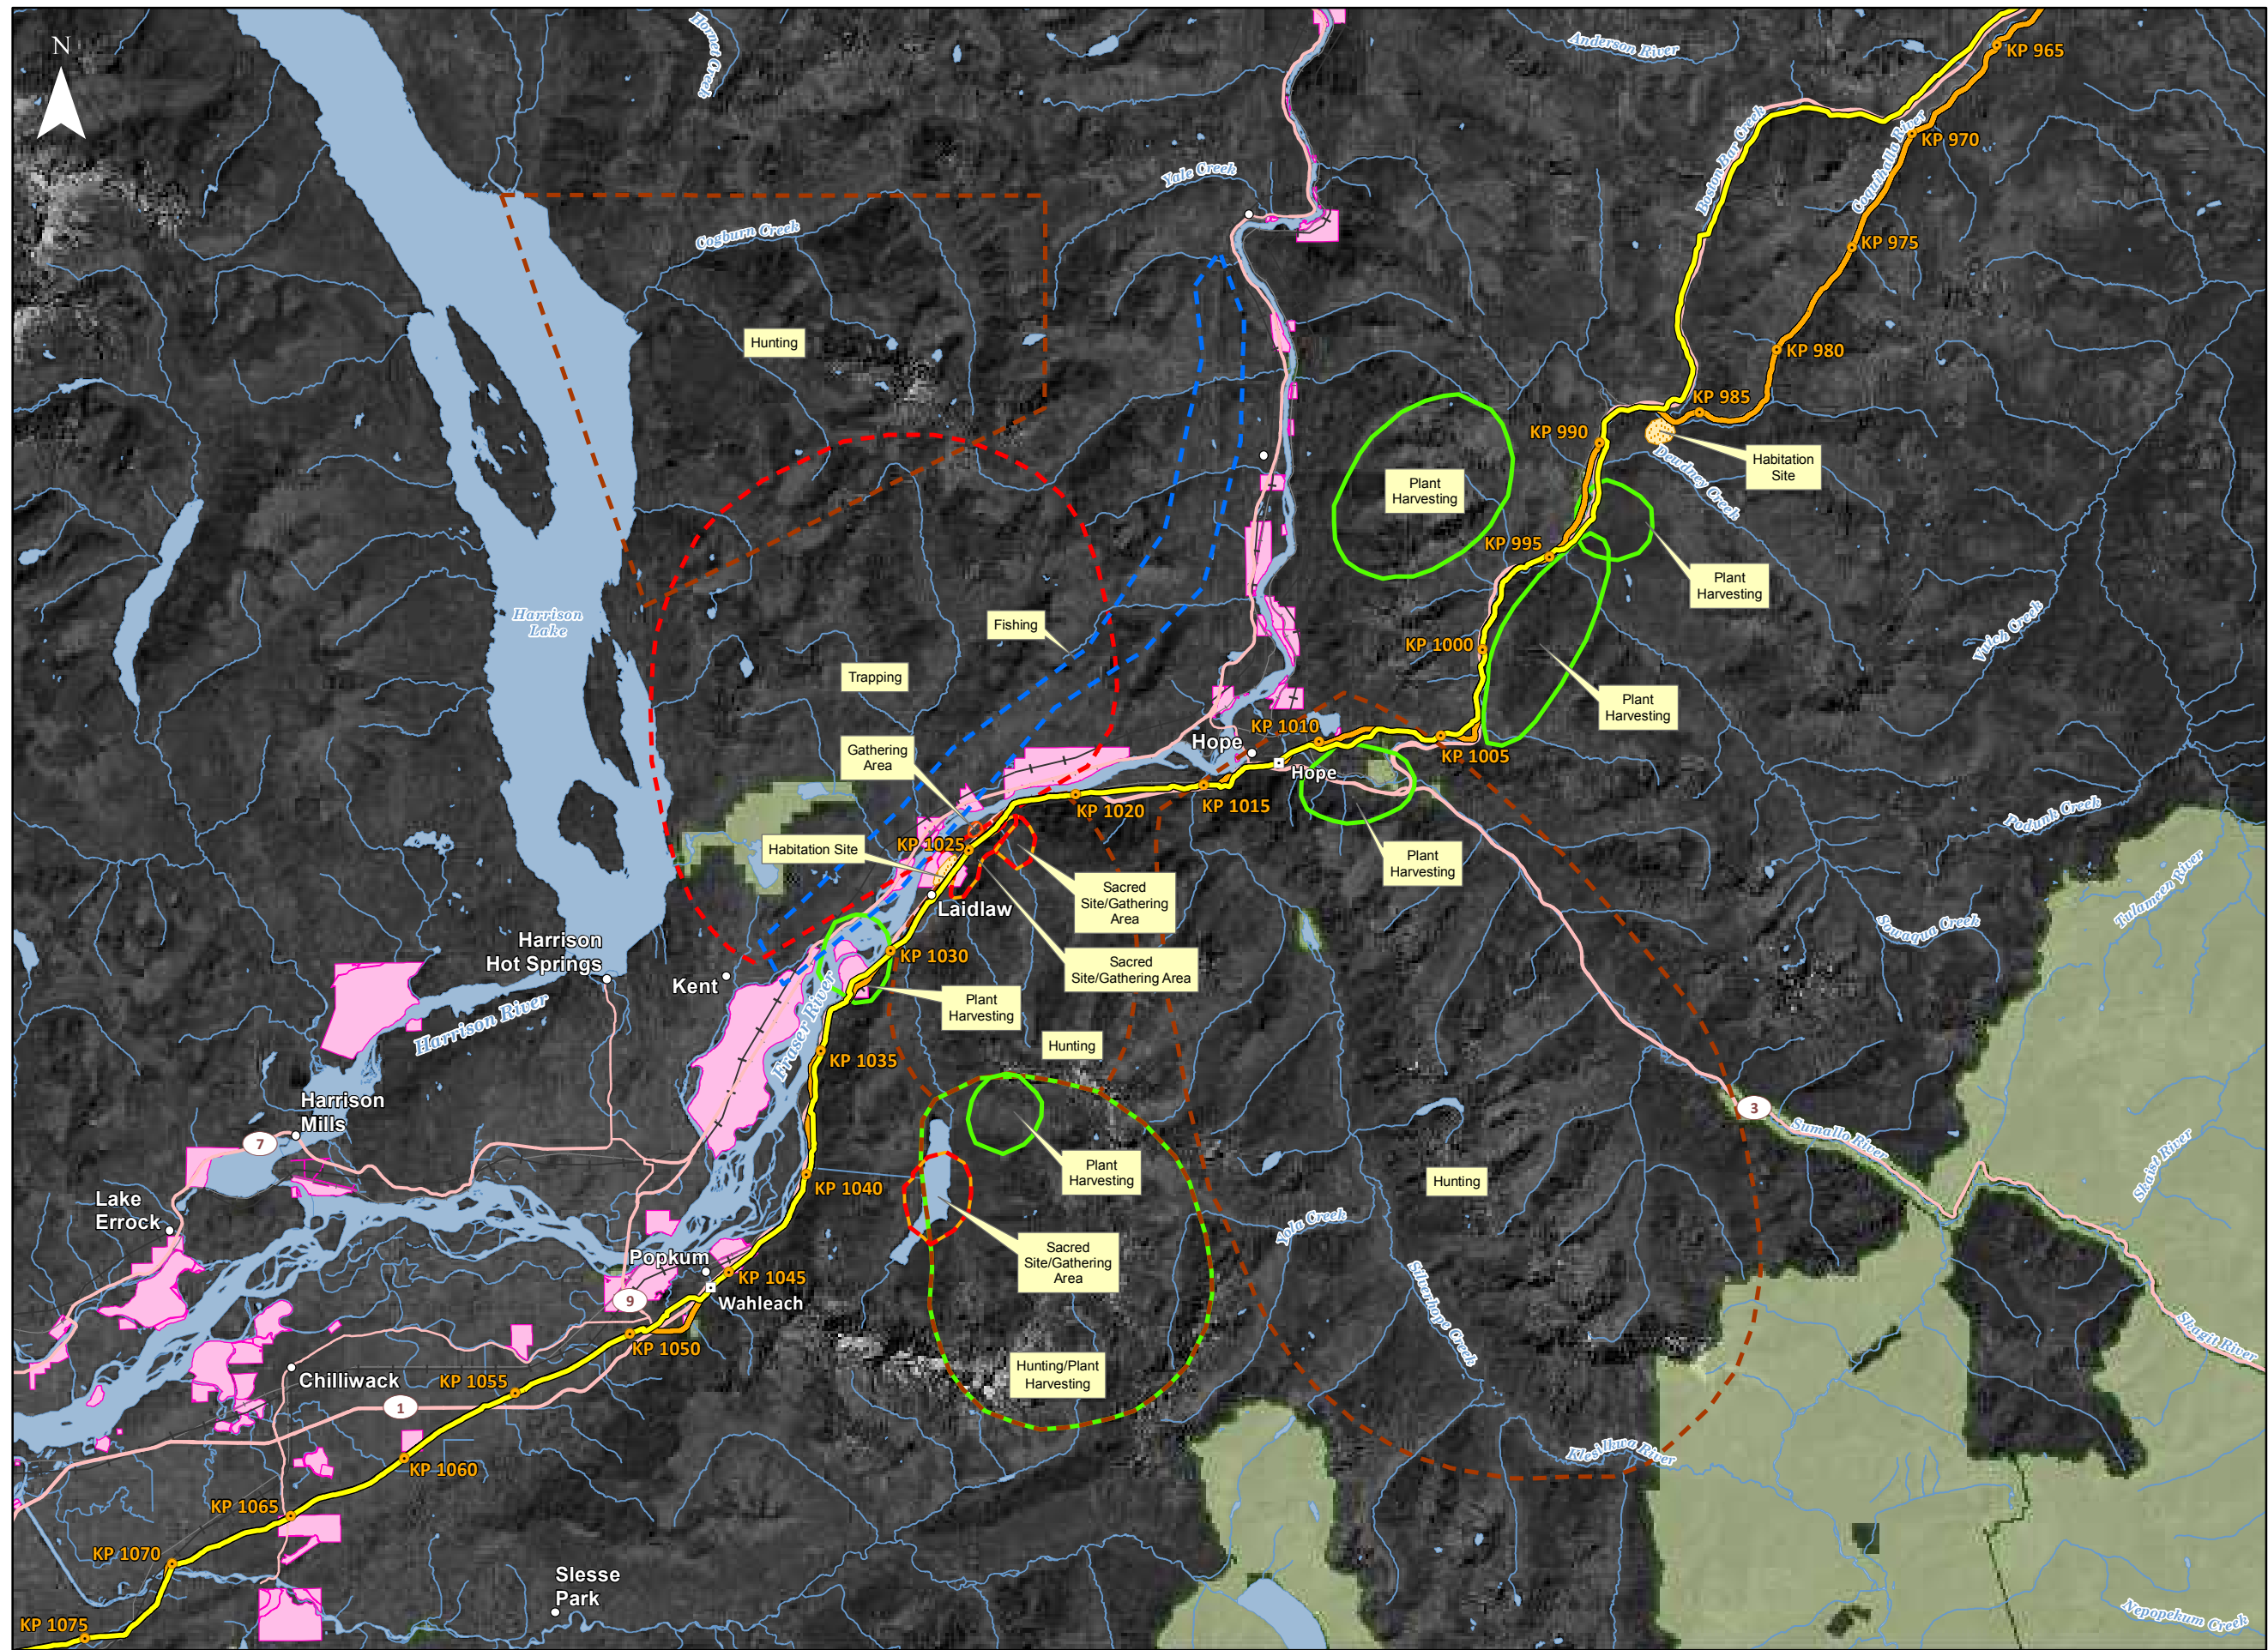 N
Hornet Creek
Anderson River
KP 965
Boston Bar Creek
Coquihalla River
KP 970
Yale Creek
Cogburn Creek
KP 975
Hunting
KP 980
KP 985
KP 990
Habitation
Site
Plant
Harvesting
Dewdney Creek
KP 995
Plant
Harvesting
Harrison
Lake
Fishing
Vuich Creek
KP 1000
Trapping
Plant
Harvesting
KP 1010
Hope
KP 1005
Gathering
Area
Hope
KP 1015
KP 1020
Podunk Creek
Habitation Site
KP 1025
Plant
Harvesting
Tulameen River
Sacred
Site/Gathering
Area
Laidlaw
Sowaqua Creek
Harrison
Hot Springs
KP 1030
Sacred
Site/Gathering Area
Kent
Plant
Harvesting
Harrison River
Fraser River
KP 1035
Hunting
Harrison
Mills
3
7
Sumallo River
Plant
Harvesting
Skaist River
KP 1040
Hunting
Lake
Errock
Yola Creek
Sacred
Site/Gathering
Area
Popkum
KP 1045
9
Wahleach
Silverhope Creek
Skagit River
KP 1050
Hunting/Plant
Harvesting
Chilliwack
KP 1055
1
Klesilkwa River
KP 1060
KP 1065
KP 1070
Slesse
Park
Nepopekum Creek
KP 1075